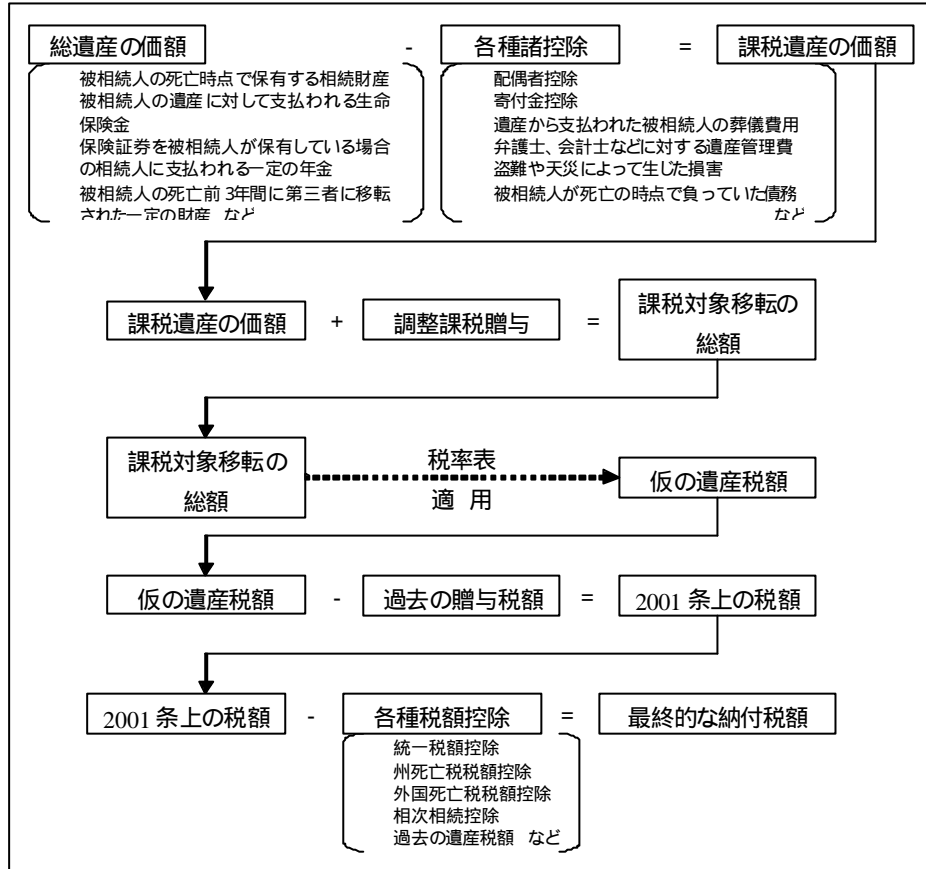 総遺産の価額 - 各種諸控除 = 課税遺産の価額
被相続人の死亡時点で保有する相続財産
被相続人の遺産に対して支払われる生命
保険金
保険証券を被相続人が保有している場合
の相続人に支払われる一定の年金
被相続人の死亡前3年間に第三者に移転
された一定の財産 など
配偶者控除
寄付金控除
遺産から支払われた被相続人の葬儀費用
弁護士、会計士などに対する遺産管理費
盗難や天災によって生じた損害
被相続人が死亡の時点で負っていた債務
など
課税遺産の価額 + 調整課税贈与 = 課税対象移転の
総額
課税対象移転の
総額
税率表
適 用
仮の遺産税額
仮の遺産税額 - 過去の贈与税額 = 2001 条上の税額
2001 条上の税額 - 各種税額控除 = 最終的な納付税額
統一税額控除
州死亡税税額控除
外国死亡税税額控除
相次相続控除
過去の遺産税額 など